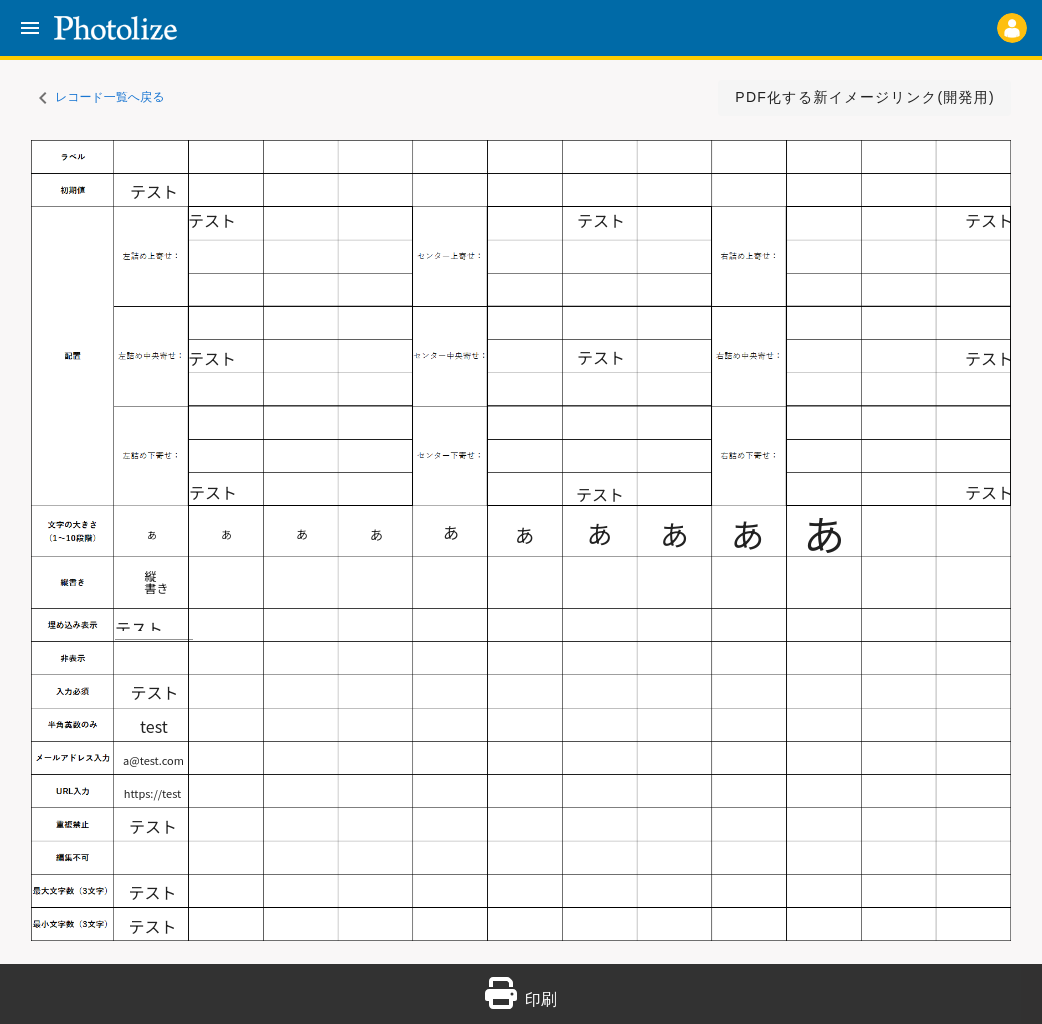 Photolize
レコード一覧へ戻る
PDF化する新イメージリンク(開発用)
ラベル
初期値 テスト
テスト テスト テスト
左詰め上寄せ： センター上寄せ： 右詰め上寄せ：
配置 左詰め中央寄せ： テスト センター中央寄せ： テスト 右詰め中央寄せ： テスト
左詰め下寄せ： センター下寄せ： 右詰め下寄せ：
テスト テスト テスト
文字の大きさ
（1～10段階） あ あ あ あ あ あ あ あ あ あ
縦書き 縦
書き
埋め込み表示 テスト
非表示
入力必須 テスト
半角英数のみ test
メールアドレス入力 a@test.com
URL入力 https://test
重複禁止 テスト
編集不可
最大文字数（3文字） テスト
最小文字数（3文字） テスト
印刷